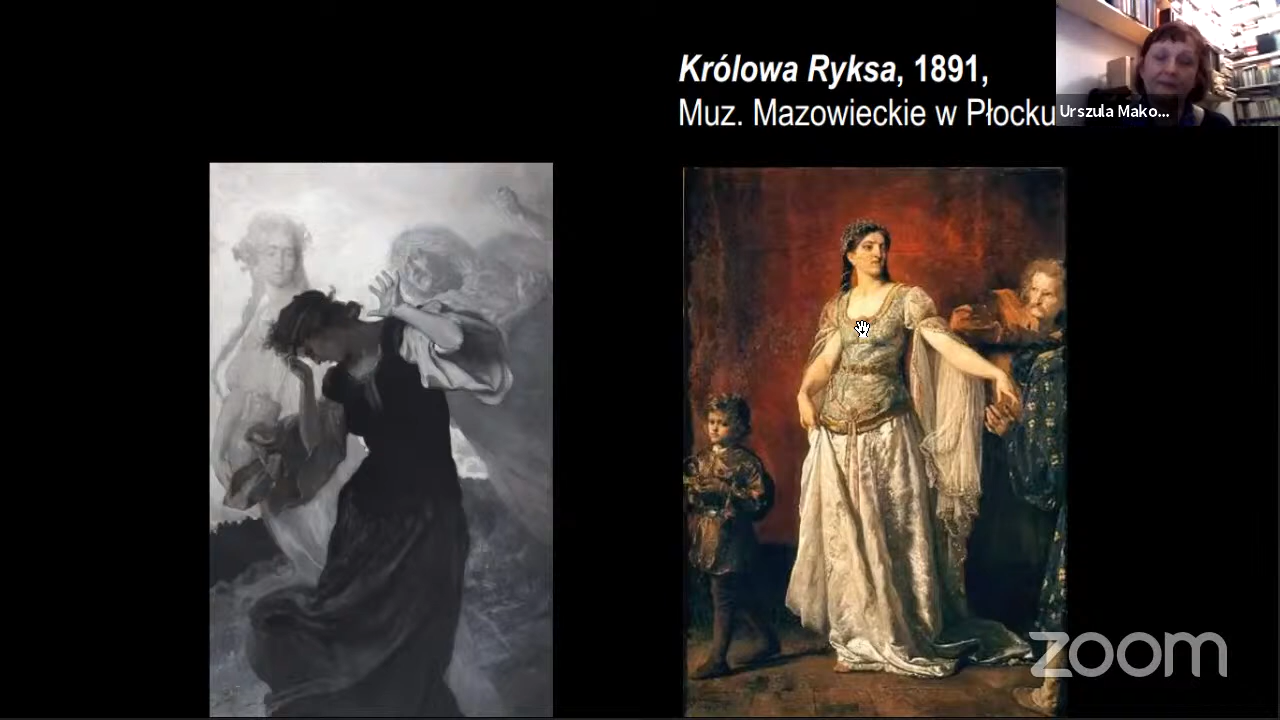 Królowa Ryksa, 1891,
Muz. Mazowieckie w Płocku
Urszula Mako...
zoom